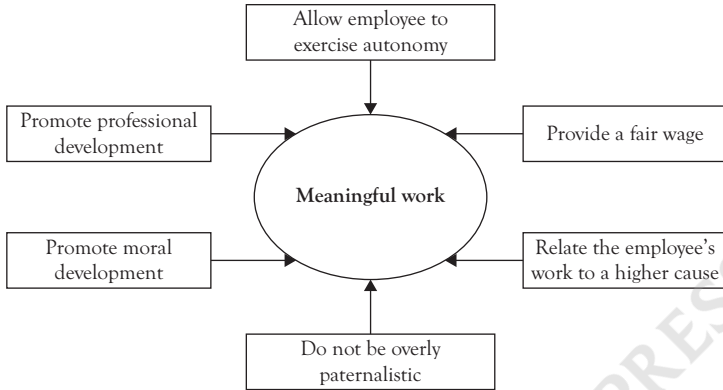 Allow employee to
exercise autonomy
Promote professional
development
Provide a fair wage
Meaningful work
Promote moral
development
Relate the employee's
work to a higher cause
Do not be overly
paternalistic
PRESS